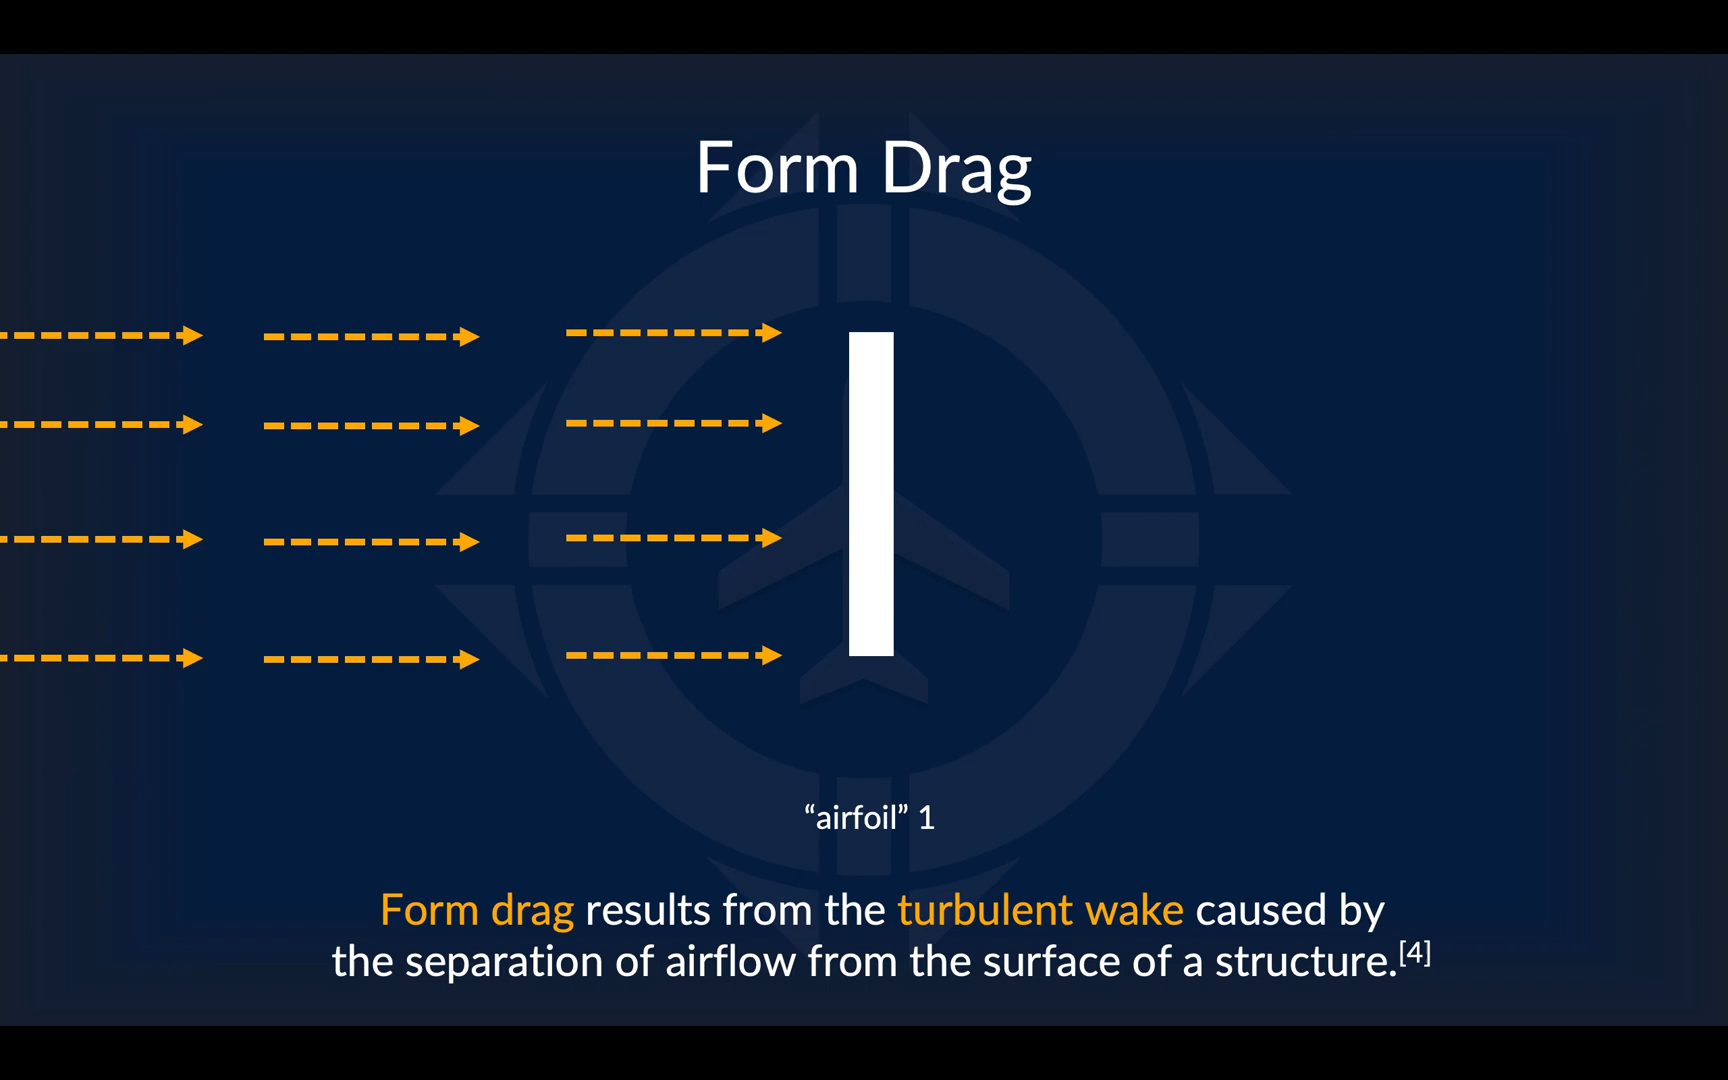 Form Drag
“airfoil” 1
Form drag results from the turbulent wake caused by
the separation of airflow from the surface of a structure.[4]